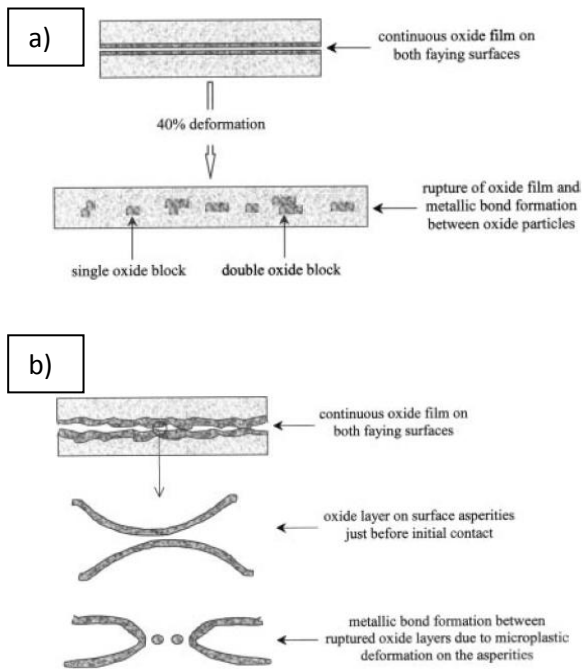 a)
continuous oxide film on
both faying surfaces
40% deformation
rupture of oxide film and
metallic bond formation
between oxide particles
single oxide block
double oxide block
b)
continuous oxide film on
both faying surfaces
oxide layer on surface asperities
just before initial contact
metallic bond formation between
ruptured oxide layers due to microplastic
deformation on the asperities